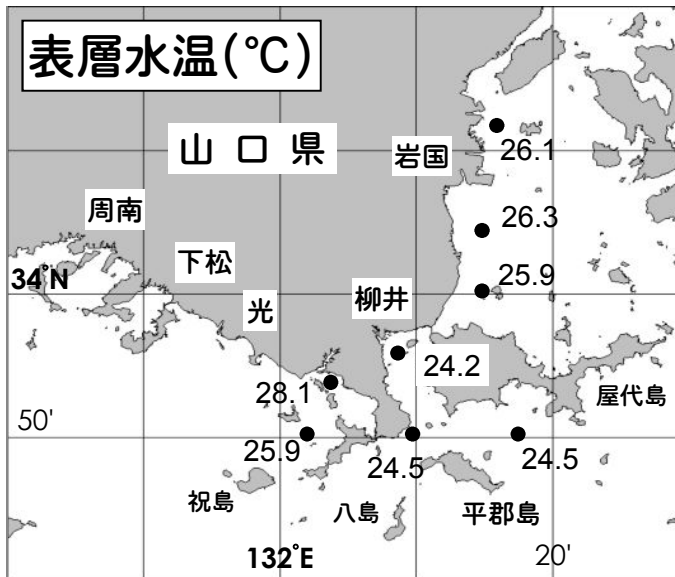 表層水温(℃)
山口県
岩国
26.1
周南
26.3
下松
34°N
25.9
柳井
光
24.2
28.1
屋代島
50'
25.9
24.5
24.5
祝島
八島
平郡島
132°E
20'